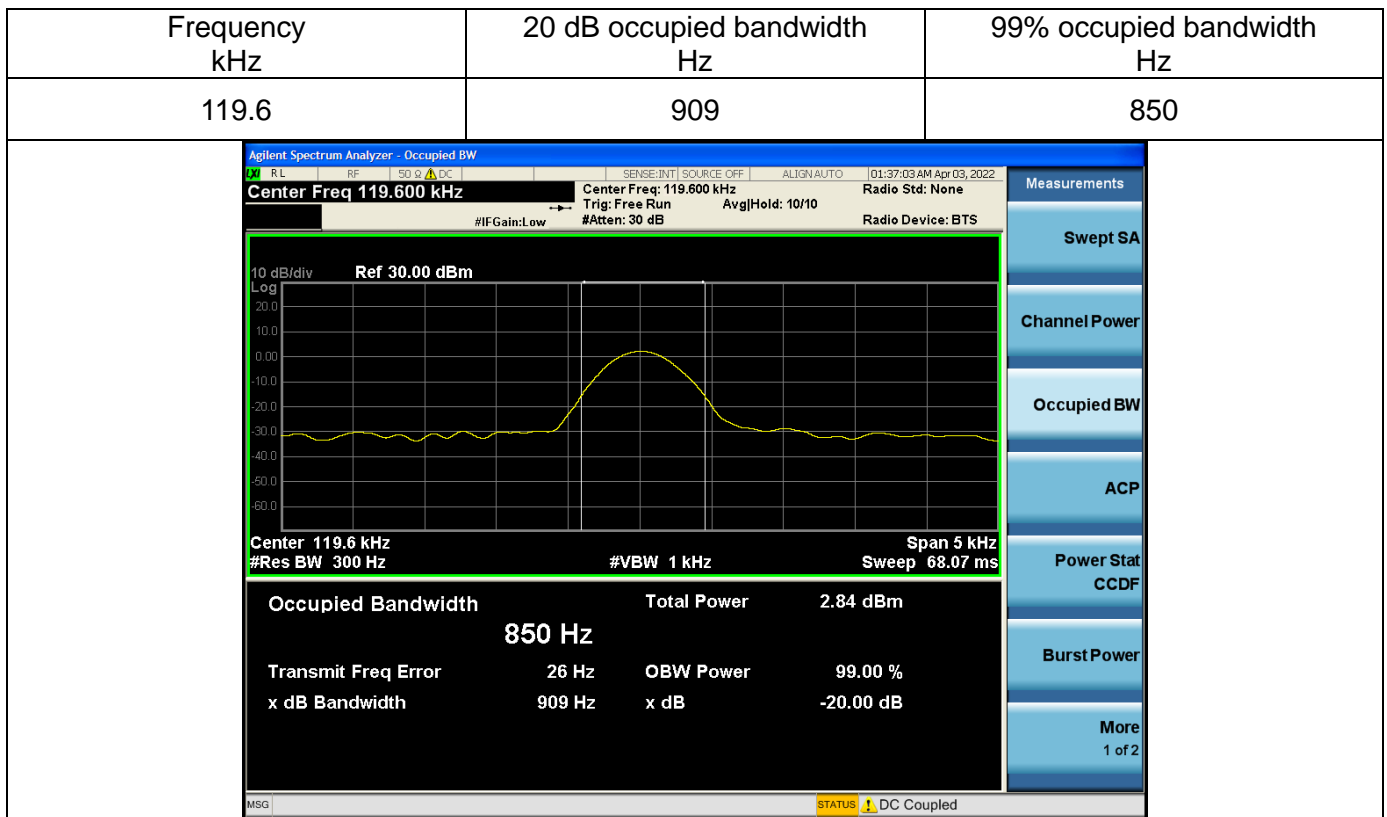 Frequency 20 dB occupied bandwidth 99% occupied bandwidth
kHz Hz Hz
119.6 909 850
Agilent Spectrum Analyzer - Occupied BW
LXI RL RF 50 Ω DC SENSE:INT SOURCE OFF ALIGN AUTO 01:37:03 AM Apr 03, 2022
Center Freq 119.600 kHz Center Freq: 119.600 kHz Radio Std: None
Trig: Free Run Avg|Hold: 10/10
#IFGain:Low #Atten: 30 dB Radio Device: BTS
Measurements
Swept SA
Channel Power
Occupied BW
ACP
Power Stat
CCDF
Burst Power
More
1 of 2
10 dB/div Ref 30.00 dBm
Log
20.0
10.0
0.00
-10.0
-20.0
-30.0
-40.0
-50.0
-60.0
Center 119.6 kHz Span 5 kHz
#Res BW 300 Hz #VBW 1 kHz Sweep 68.07 ms
Occupied Bandwidth Total Power 2.84 dBm
850 Hz
Transmit Freq Error 26 Hz OBW Power 99.00 %
x dB Bandwidth 909 Hz x dB -20.00 dB
MSG STATUS DC Coupled